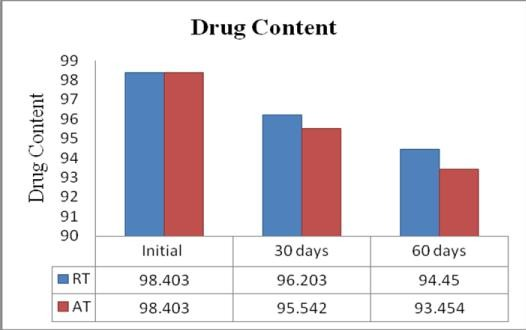 Drug Content
99
98
97
96
95
94
93
92
91
90
Drug Content
Initial 30 days 60 days
RT 98.403 96.203 94.45
AT 98.403 95.542 93.454